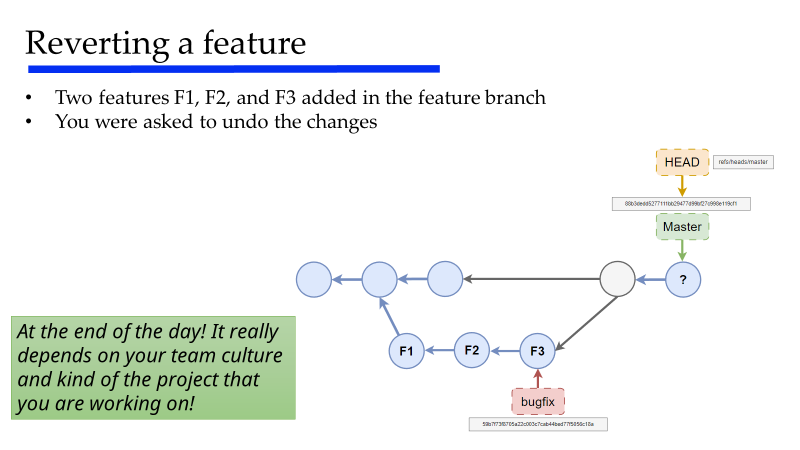 Reverting a feature
• Two features F1, F2, and F3 added in the feature branch
• You were asked to undo the changes
HEAD
refs/heads/master
Master
?
At the end of the day! It really
depends on your team culture
and kind of the project that
you are working on!
F1
F2
F3
bugfix